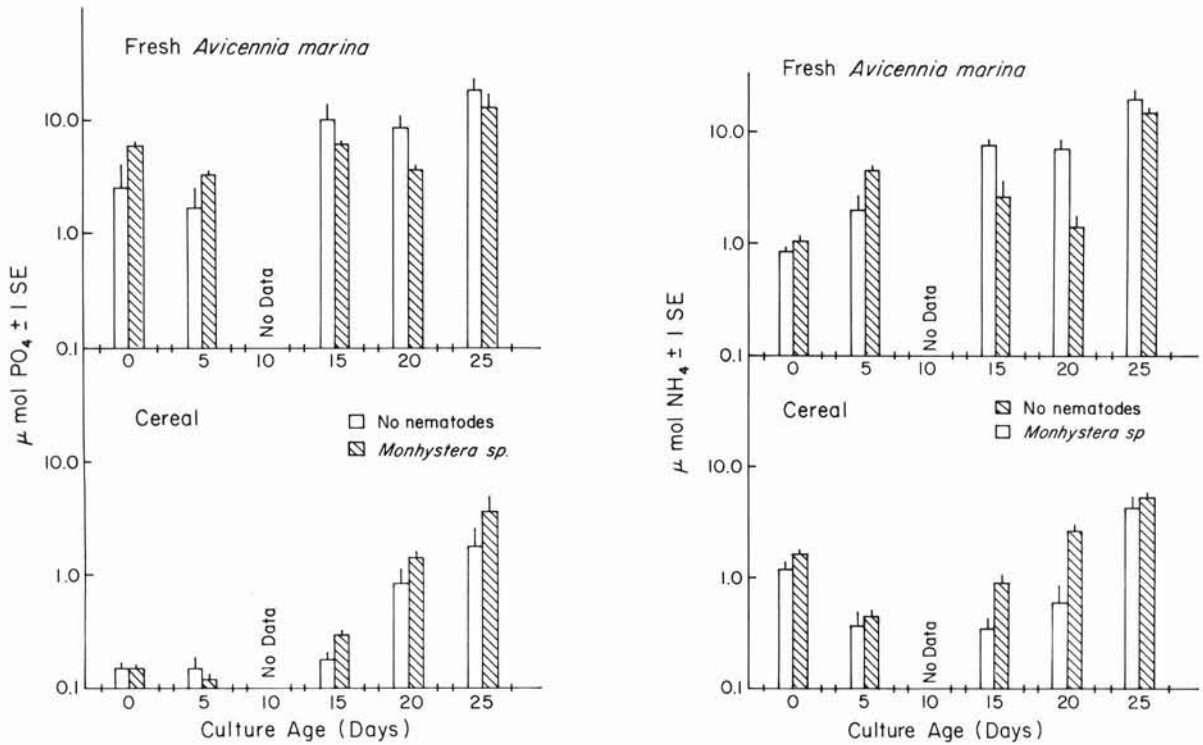 Fresh Avicennia marina
10.0
1.0
0.1
No Data
0 5 10 15 20 25
Cereal
No nematodes
Monhystera sp.
10.0
1.0
0.1
No Data
0 5 10 15 20 25
Culture Age (Days)
μ mol PO₄ ± 1 SE
Fresh Avicennia marina
10.0
1.0
0.1
No Data
0 5 10 15 20 25
Cereal
No nematodes
Monhystera sp
10.0
1.0
0.1
No Data
0 5 10 15 20 25
Culture Age (Days)
μ mol NH₄ ± 1 SE